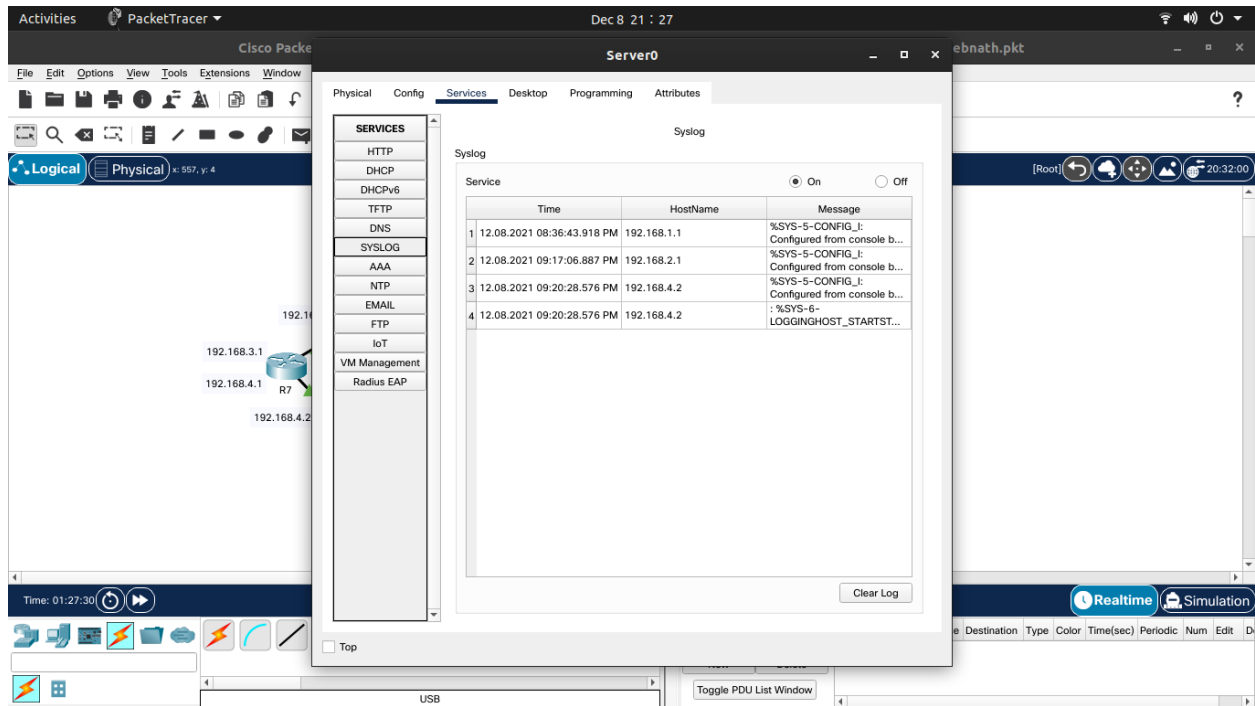 Activities PacketTracer Dec 8 21 : 27
Cisco Packe Server0 ebnath.pkt
File Edit Options View Tools Extensions Window
Physical Config Services Desktop Programming Attributes
?
Logical Physical x: 557, y: 4 [Root] 20:32:00
SERVICES
HTTP
DHCP
DHCPv6
TFTP
DNS
SYSLOG
AAA
NTP
EMAIL
FTP
IoT
VM Management
Radius EAP
Syslog
Syslog
Service On Off
Time HostName Message
1 12.08.2021 08:36:43.918 PM 192.168.1.1 %SYS-5-CONFIG_I:
Configured from console b...
2 12.08.2021 09:17:06.887 PM 192.168.2.1 %SYS-5-CONFIG_I:
Configured from console b...
3 12.08.2021 09:20:28.576 PM 192.168.4.2 %SYS-5-CONFIG_I:
Configured from console b...
4 12.08.2021 09:20:28.576 PM 192.168.4.2 : %SYS-6-
LOGGINGHOST_STARTST...
Clear Log
Top
192.16
192.168.3.1
192.168.4.1
R7
192.168.4.2
Time: 01:27:30 Realtime Simulation
e Destination Type Color Time(sec) Periodic Num Edit De
Toggle PDU List Window
USB